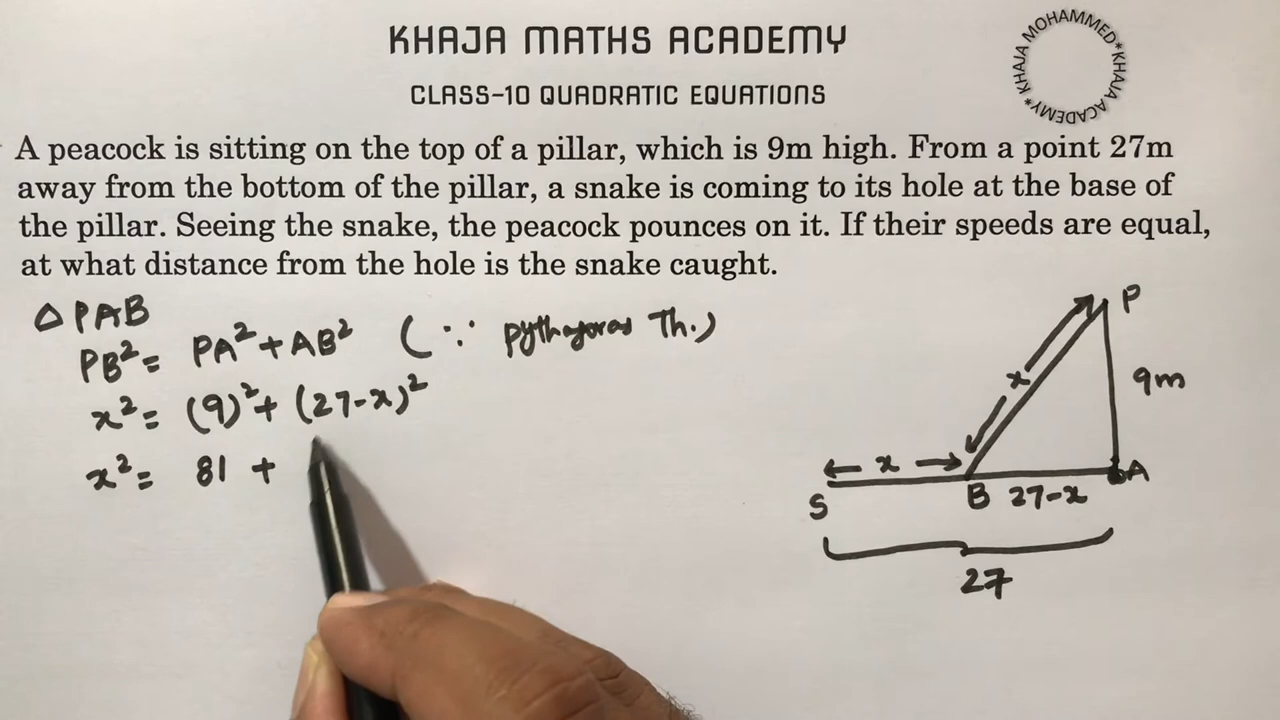 KHAJA MATHS ACADEMY
CLASS-10 QUADRATIC EQUATIONS
KHAJA MOHAMMED*KHAJA ACADEMY*
A peacock is sitting on the top of a pillar, which is 9m high. From a point 27m
away from the bottom of the pillar, a snake is coming to its hole at the base of
the pillar. Seeing the snake, the peacock pounces on it. If their speeds are equal,
at what distance from the hole is the snake caught.
△PAB
PB²= PA²+AB² (∵ pythagoras Th.)
x²= (9)²+ (27-x)²
x²= 81 +
P
x
9m
x
S
B
27-x
A
27